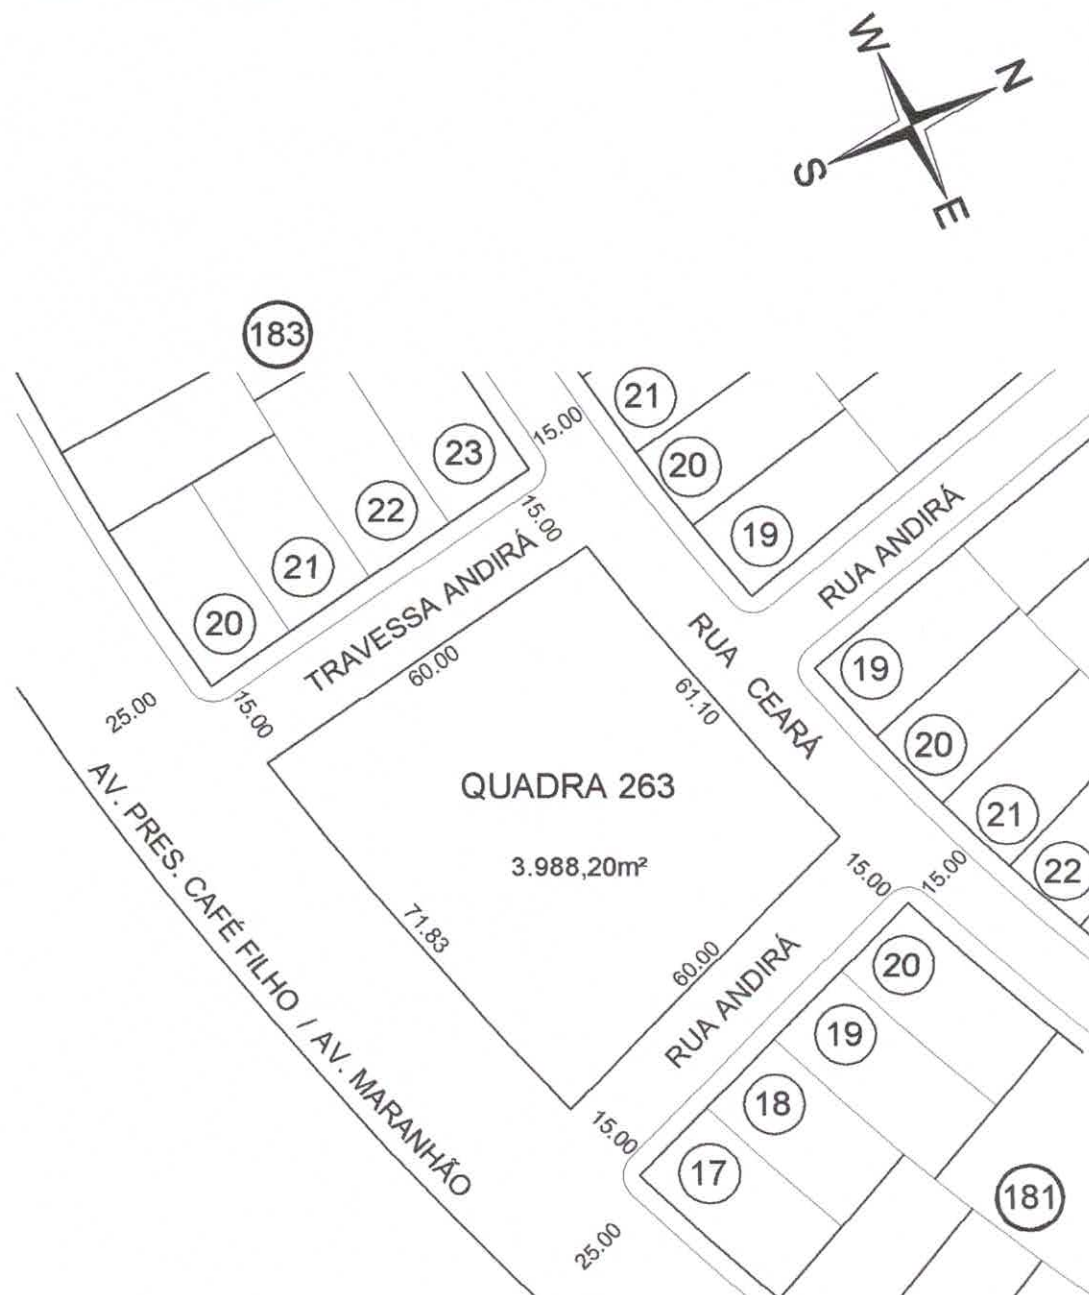 W
N
S
E
183
21
15.00
23
20
22
15.00
19
RUA ANDIRÁ
21
TRAVESSA ANDIRÁ
20
60.00
RUA CEARÁ
19
25.00
15.00
61.10
20
AV. PRES. CAFÉ FILHO / AV. MARANHÃO
QUADRA 263
3.988,20m²
21
22
15.00
15.00
71.83
60.00
RUA ANDIRÁ
20
19
18
15.00
17
181
25.00